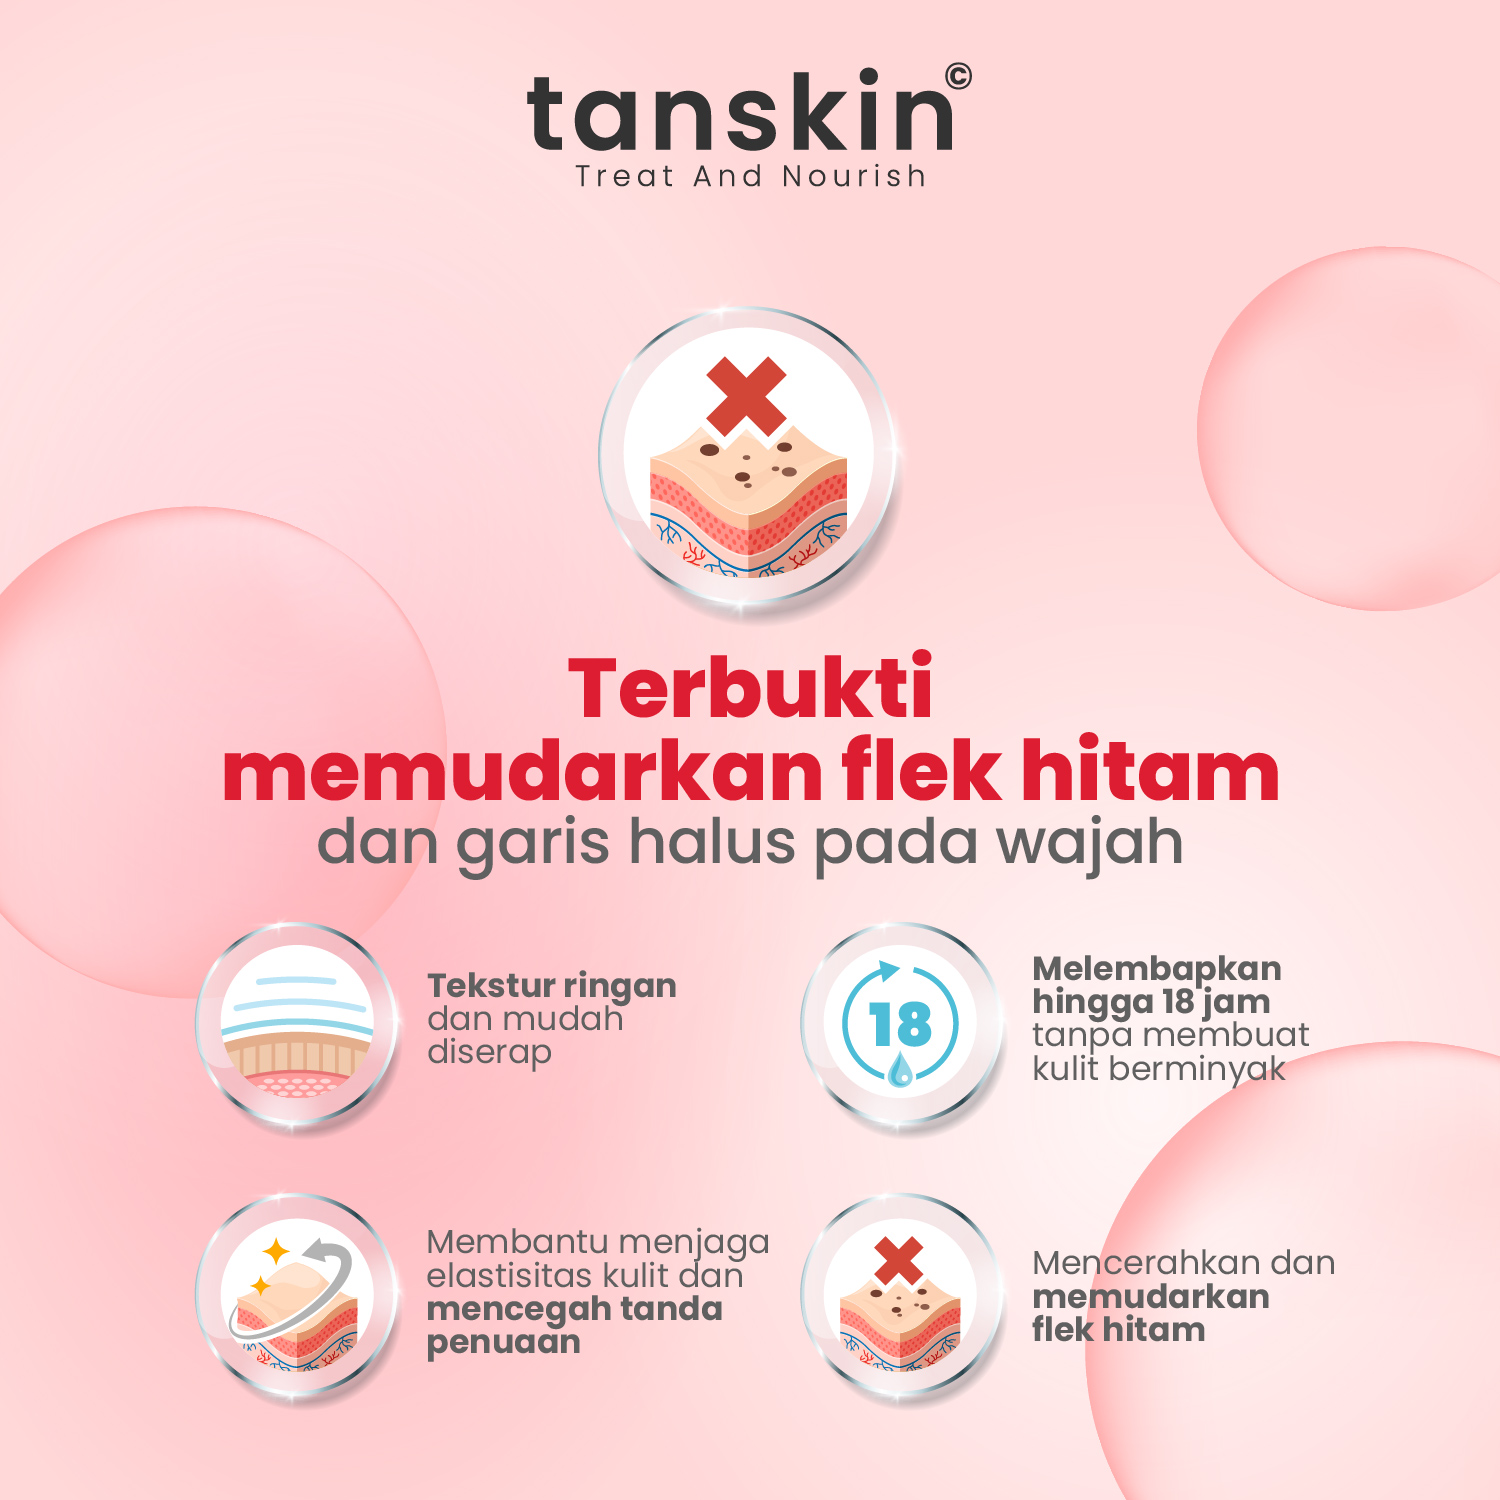 tanskin©
Treat And Nourish
Terbukti
memudarkan flek hitam
dan garis halus pada wajah
Tekstur ringan
dan mudah
diserap
18
Melembapkan
hingga 18 jam
tanpa membuat
kulit berminyak
Membantu menjaga
elastisitas kulit dan
mencegah tanda
penuaan
Mencerahkan dan
memudarkan
flek hitam